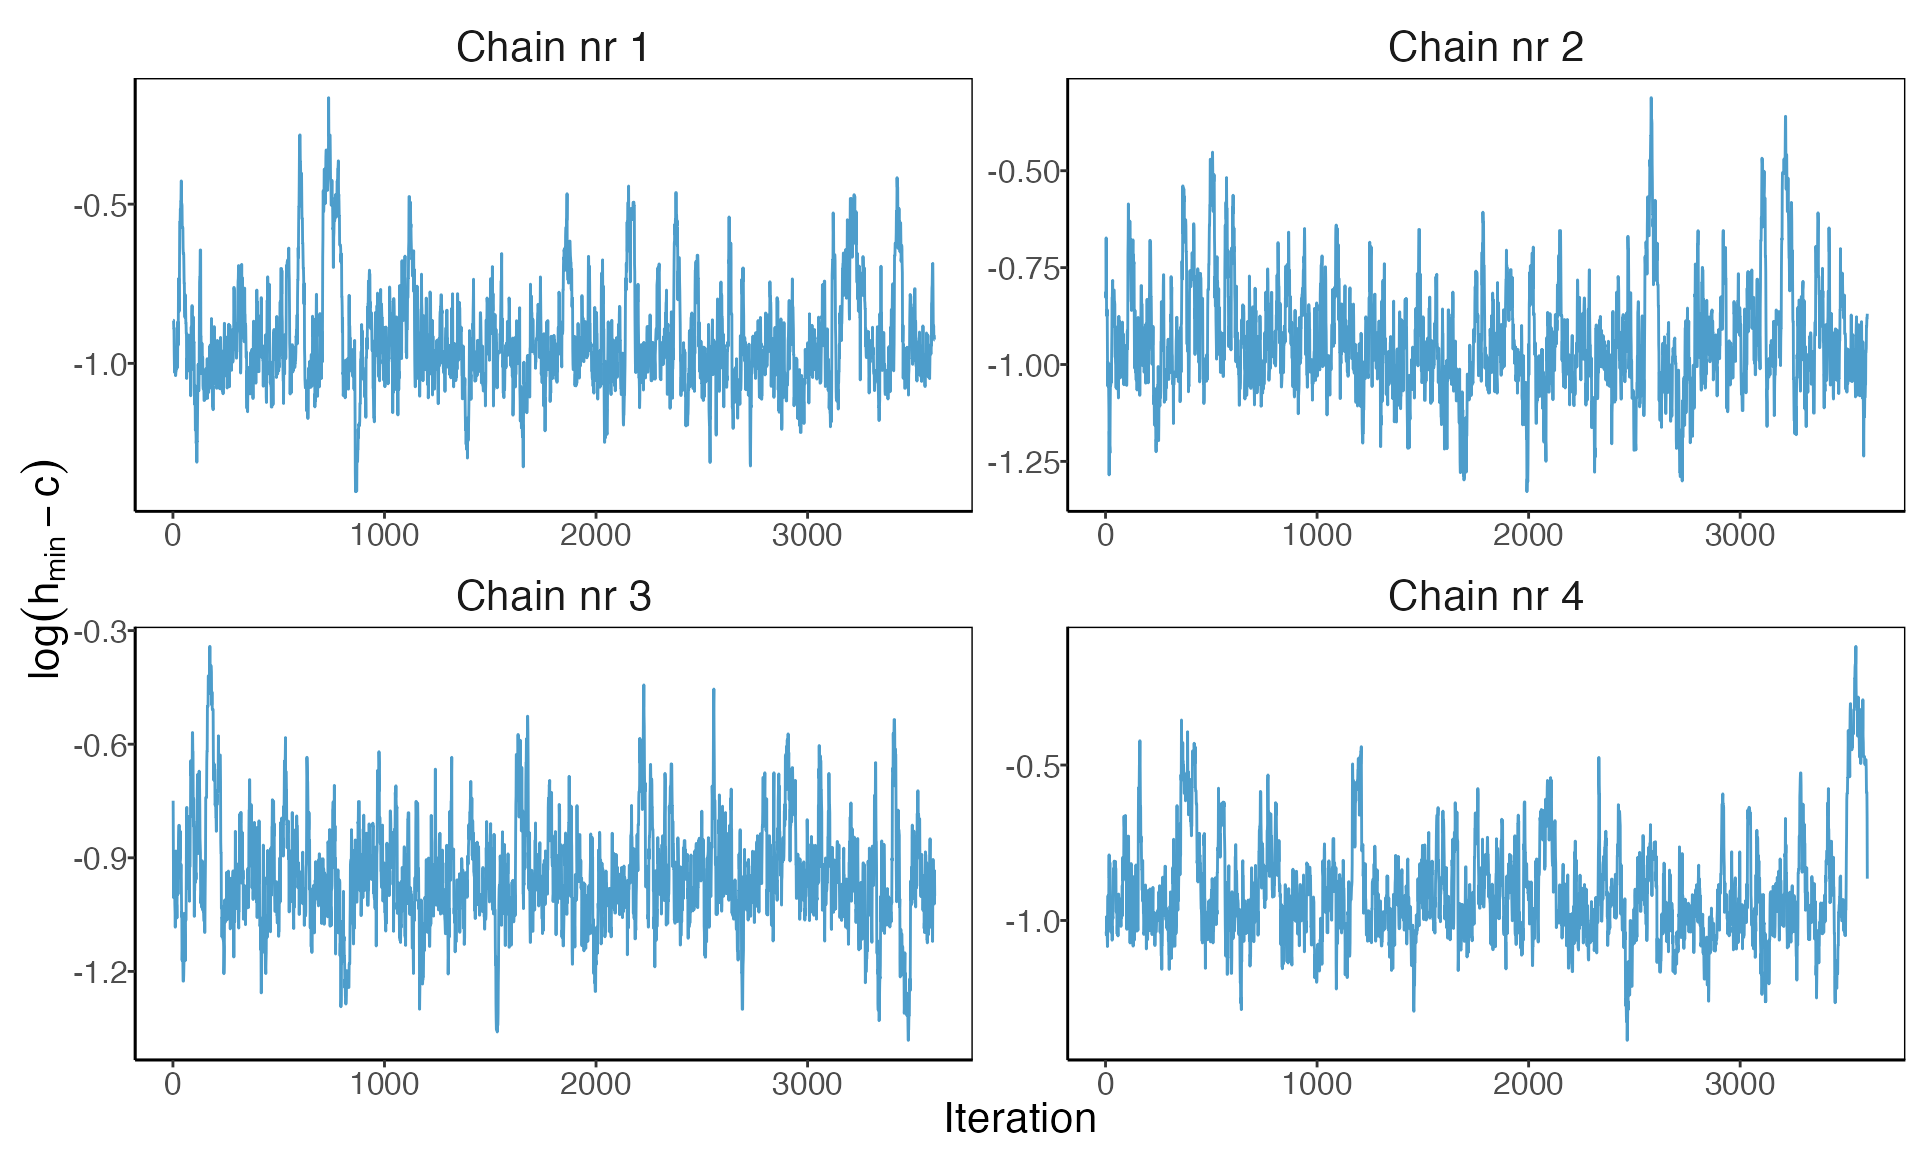 Chain nr 1
Chain nr 2
-0.5
-1.0
0 1000 2000 3000
-0.50
-0.75
-1.00
-1.25
0 1000 2000 3000
log(hmin − c)
Chain nr 3
Chain nr 4
-0.3
-0.6
-0.9
-1.2
0 1000 2000 3000
-0.5
-1.0
0 1000 2000 3000
Iteration